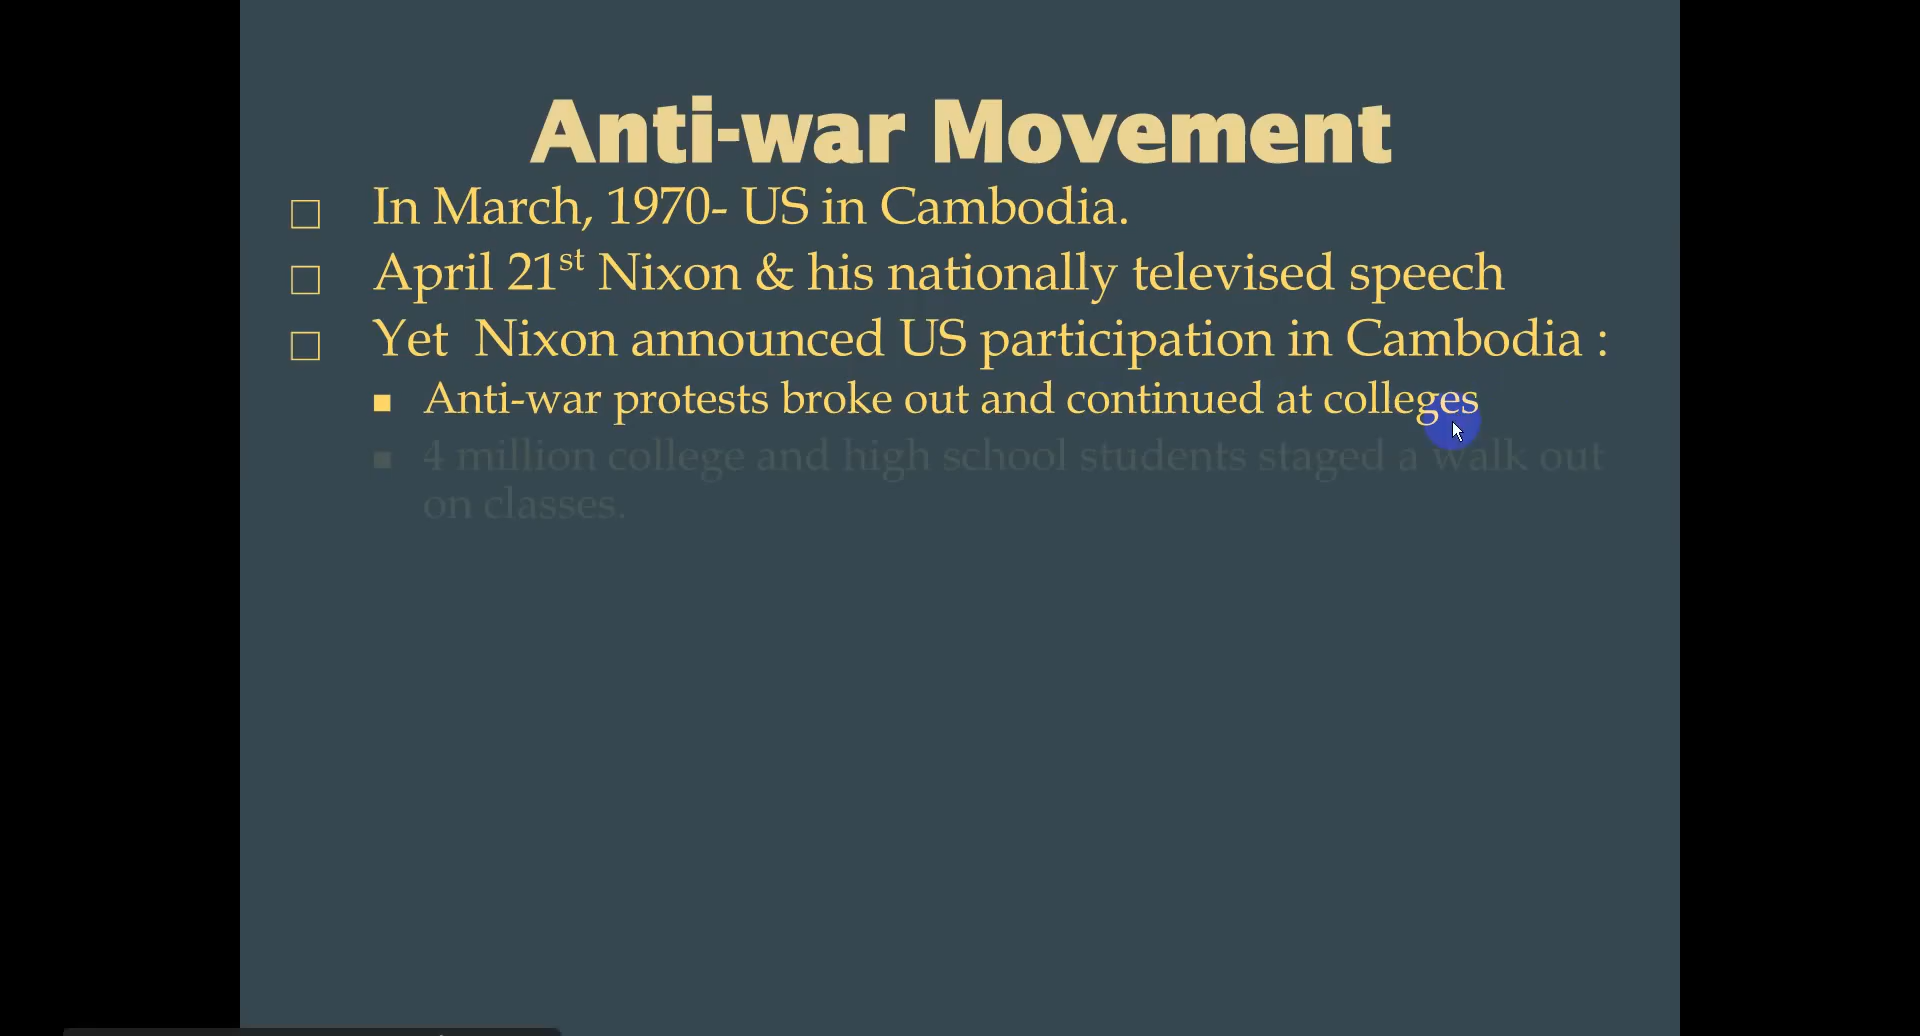 Anti-war Movement
In March, 1970- US in Cambodia.
April 21st Nixon & his nationally televised speech
Yet Nixon announced US participation in Cambodia :
Anti-war protests broke out and continued at colleges
4 million college and high school students staged a walk out
on classes.